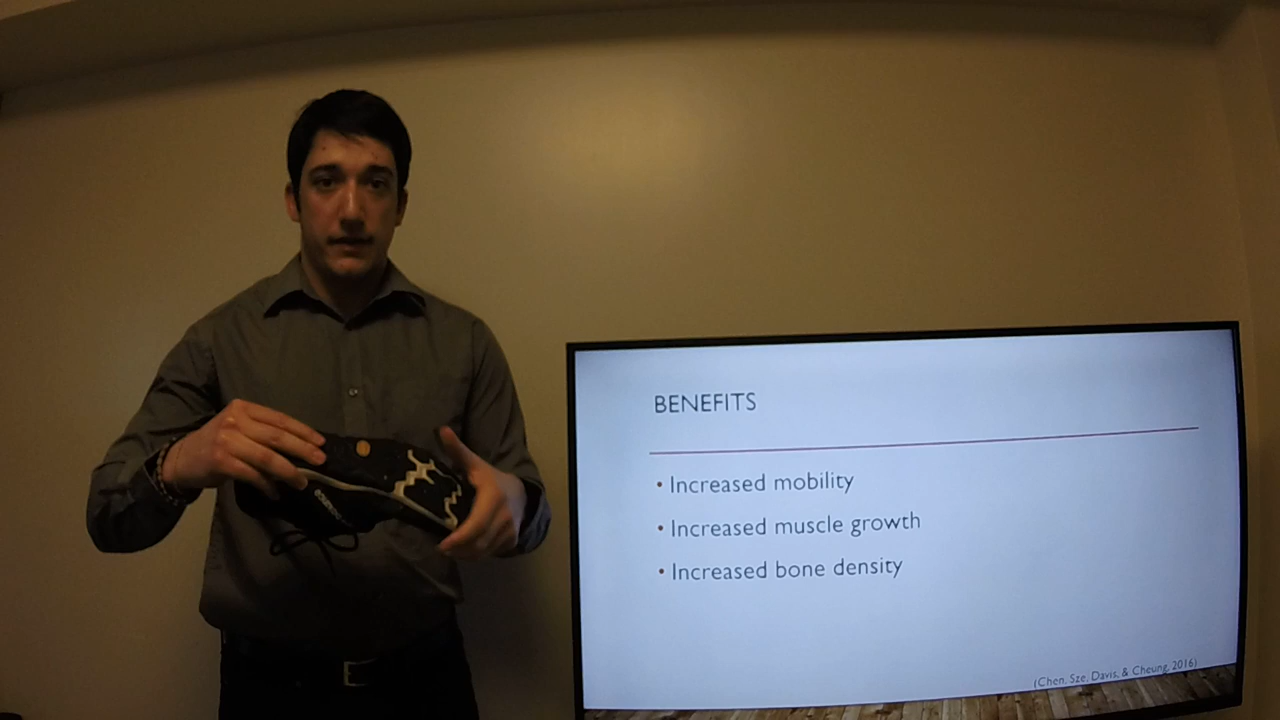 BENEFITS
• Increased mobility
• Increased muscle growth
• Increased bone density
(Chen, Sze, Davis, & Cheung, 2016)